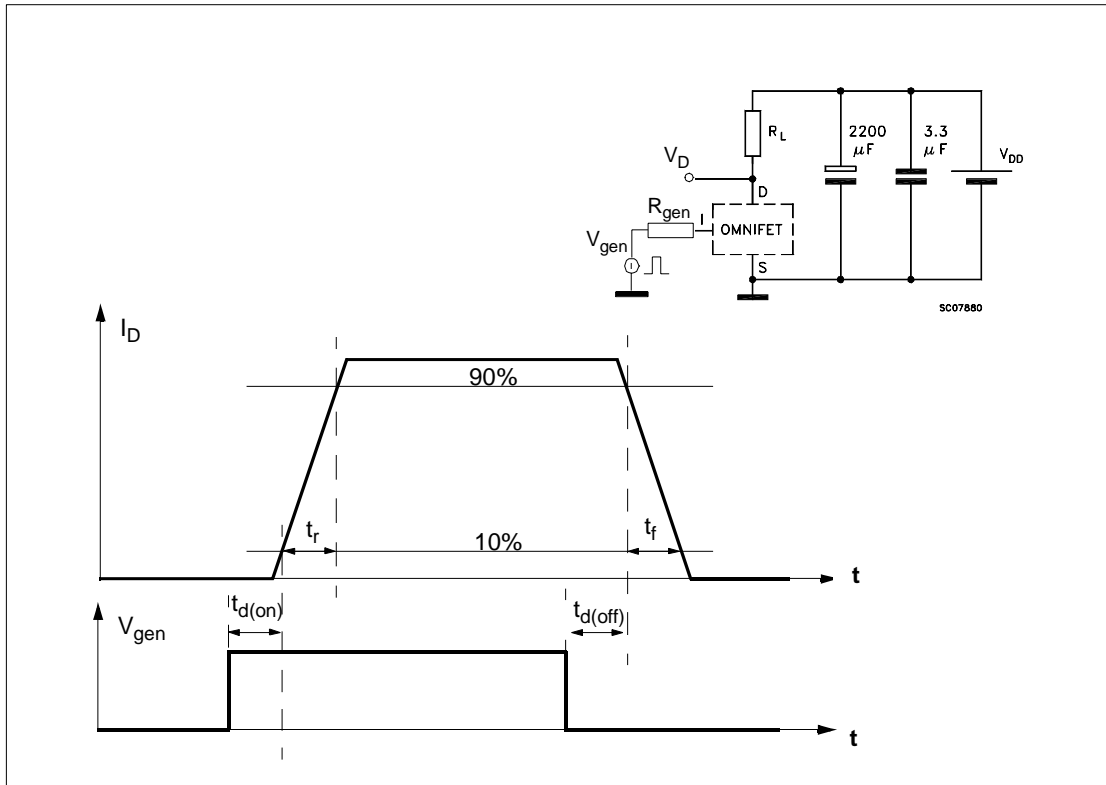 R_L
2200
µF
3.3
µF
V_DD
V_D
D
R_gen
I
OMNIFET
V_gen
S
SC07880
I_D
90%
t_r
10%
t_f
t
t_d(on)
t_d(off)
V_gen
t